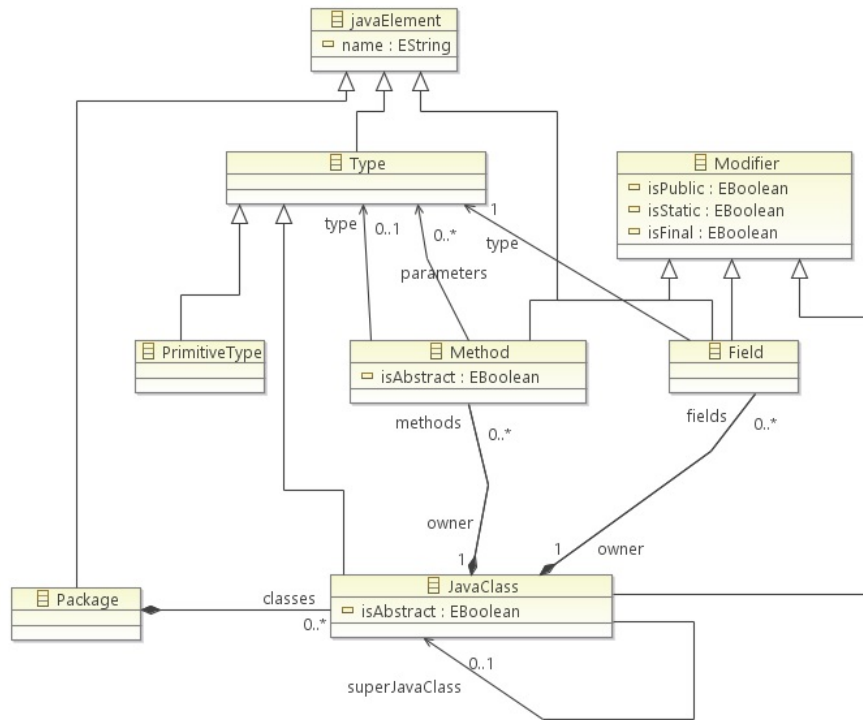 javaElement
name : EString
Type
Modifier
isPublic : EBoolean
isStatic : EBoolean
isFinal : EBoolean
type
0..1
0..*
1
type
parameters
PrimitiveType
Method
isAbstract : EBoolean
Field
methods
0..*
fields
0..*
owner
1
1
owner
Package
classes
0..*
JavaClass
isAbstract : EBoolean
0..1
superJavaClass